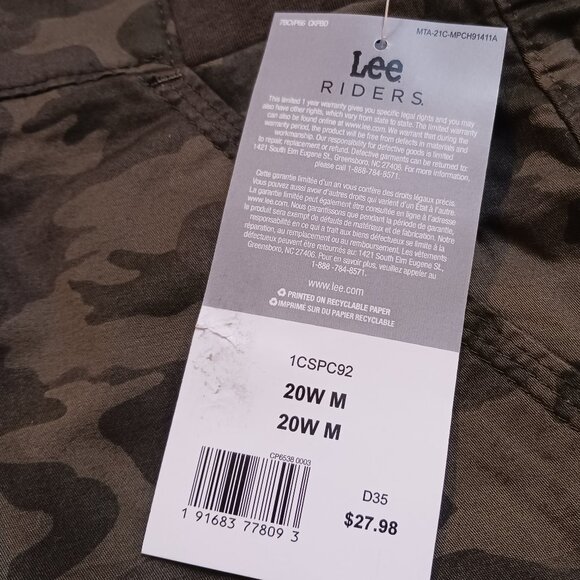 7BCVP66 CKPB0
MTA-21C-MPCH91411A
Lee
RIDERS
This limited 1 year warranty gives you specific legal rights and you may
also have other rights, which vary from state to state. The limited warranty
can also be found online at www.lee.com. We warrant that during the
warranty period, the product will be free from defects in materials and
workmanship. Our responsibility for defective goods is limited
to repair, replacement or refund. Defective garments can be returned to:
1421 South Elm Eugene St., Greensboro, NC 27406. For more information,
please call 1-888-784-8571.
Cette garantie limitée d'un an vous confère des droits légaux précis.
Vous pouvez aussi avoir d'autres droits qui varient d'un État à l'autre.
La garantie limitée peut également être consultée en ligne à l'adresse
www.lee.com. Nous garantissons que pendant la période de garantie,
le produit sera exempt de défauts de matériaux et de fabrication. Notre
responsabilité en ce qui a trait aux biens défectueux se limite à la
réparation, au remplacement ou au remboursement. Les vêtements
défectueux peuvent être retournés au: 1421 South Elm Eugene St.,
Greensboro, NC 27406. Pour en savoir plus, veuillez appeler au
1-888 -784-8571.
www.lee.com
PRINTED ON RECYCLABLE PAPER
IMPRIMÉ SUR DU PAPIER RECYCLABLE
1CSPC92
20W M
20W M
CP6538 0003
1 91683 77809 3
D35
$27.98